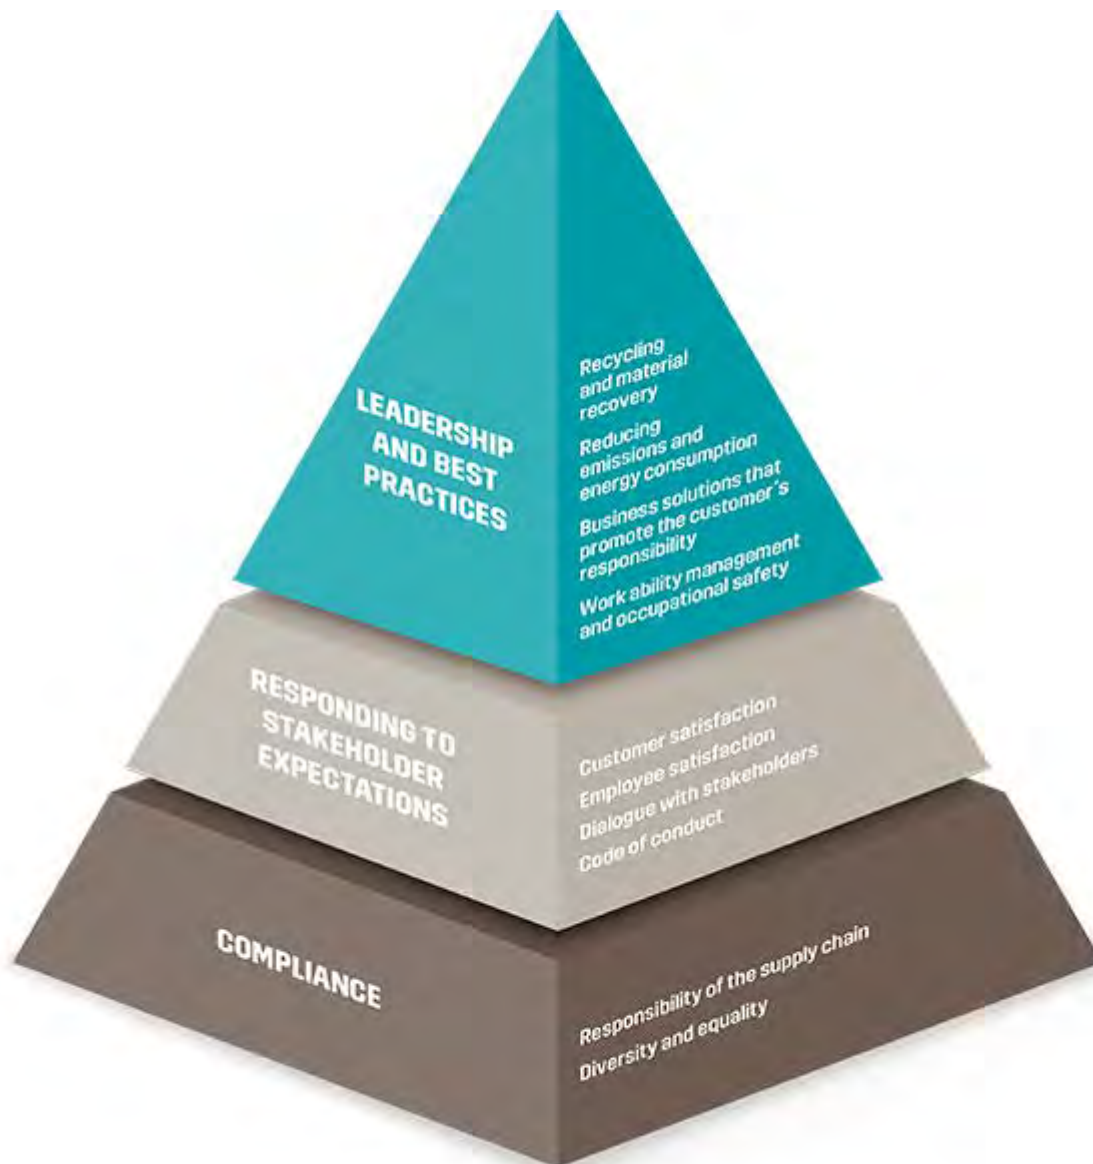 LEADERSHIP
AND BEST
PRACTICES
Recycling
and material
recovery
Reducing
emissions and
energy consumption
Business solutions that
promote the customer´s
responsibility
Work ability management
and occupational safety
RESPONDING TO
STAKEHOLDER
EXPECTATIONS
Customer satisfaction
Employee satisfaction
Dialogue with stakeholders
Code of conduct
COMPLIANCE
Responsibility of the supply chain
Diversity and equality